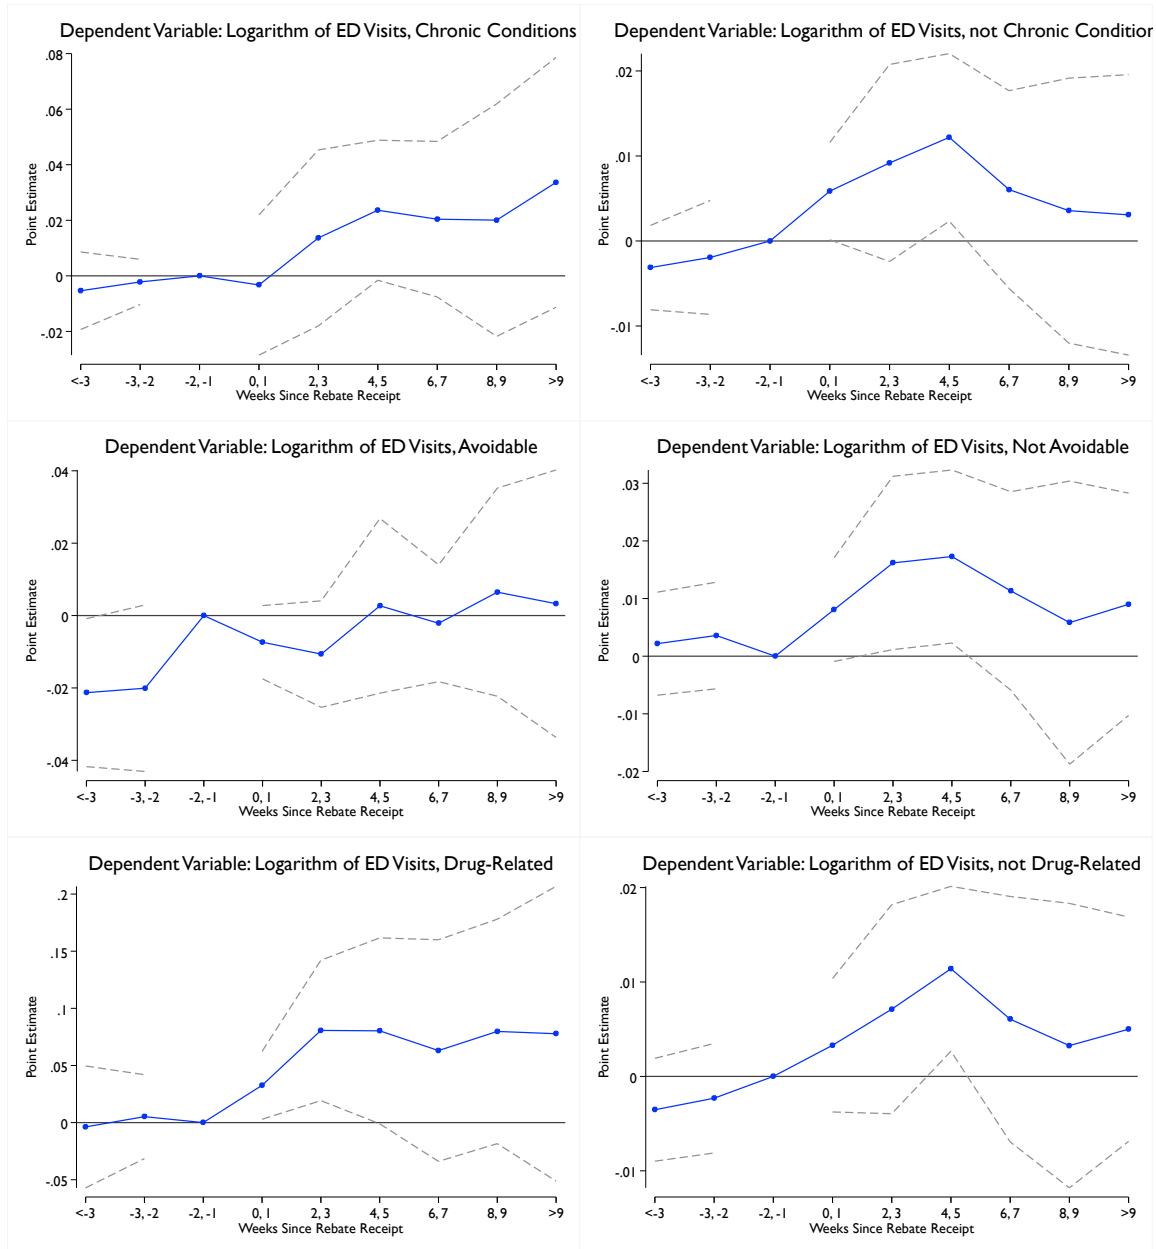 Dependent Variable: Logarithm of ED Visits, Chronic Conditions
Point Estimate
.08
.06
.04
.02
0
-.02
<-3 -3, -2 -2, -1 0, 1 2, 3 4, 5 6, 7 8, 9 >9
Weeks Since Rebate Receipt
Dependent Variable: Logarithm of ED Visits, not Chronic Condition
Point Estimate
.02
.01
0
-.01
<-3 -3, -2 -2, -1 0, 1 2, 3 4, 5 6, 7 8, 9 >9
Weeks Since Rebate Receipt
Dependent Variable: Logarithm of ED Visits, Avoidable
Point Estimate
.04
.02
0
-.02
-.04
<-3 -3, -2 -2, -1 0, 1 2, 3 4, 5 6, 7 8, 9 >9
Weeks Since Rebate Receipt
Dependent Variable: Logarithm of ED Visits, Not Avoidable
Point Estimate
.03
.02
.01
0
-.01
-.02
<-3 -3, -2 -2, -1 0, 1 2, 3 4, 5 6, 7 8, 9 >9
Weeks Since Rebate Receipt
Dependent Variable: Logarithm of ED Visits, Drug-Related
Point Estimate
.2
.15
.1
.05
0
-.05
<-3 -3, -2 -2, -1 0, 1 2, 3 4, 5 6, 7 8, 9 >9
Weeks Since Rebate Receipt
Dependent Variable: Logarithm of ED Visits, not Drug-Related
Point Estimate
.02
.01
0
-.01
<-3 -3, -2 -2, -1 0, 1 2, 3 4, 5 6, 7 8, 9 >9
Weeks Since Rebate Receipt